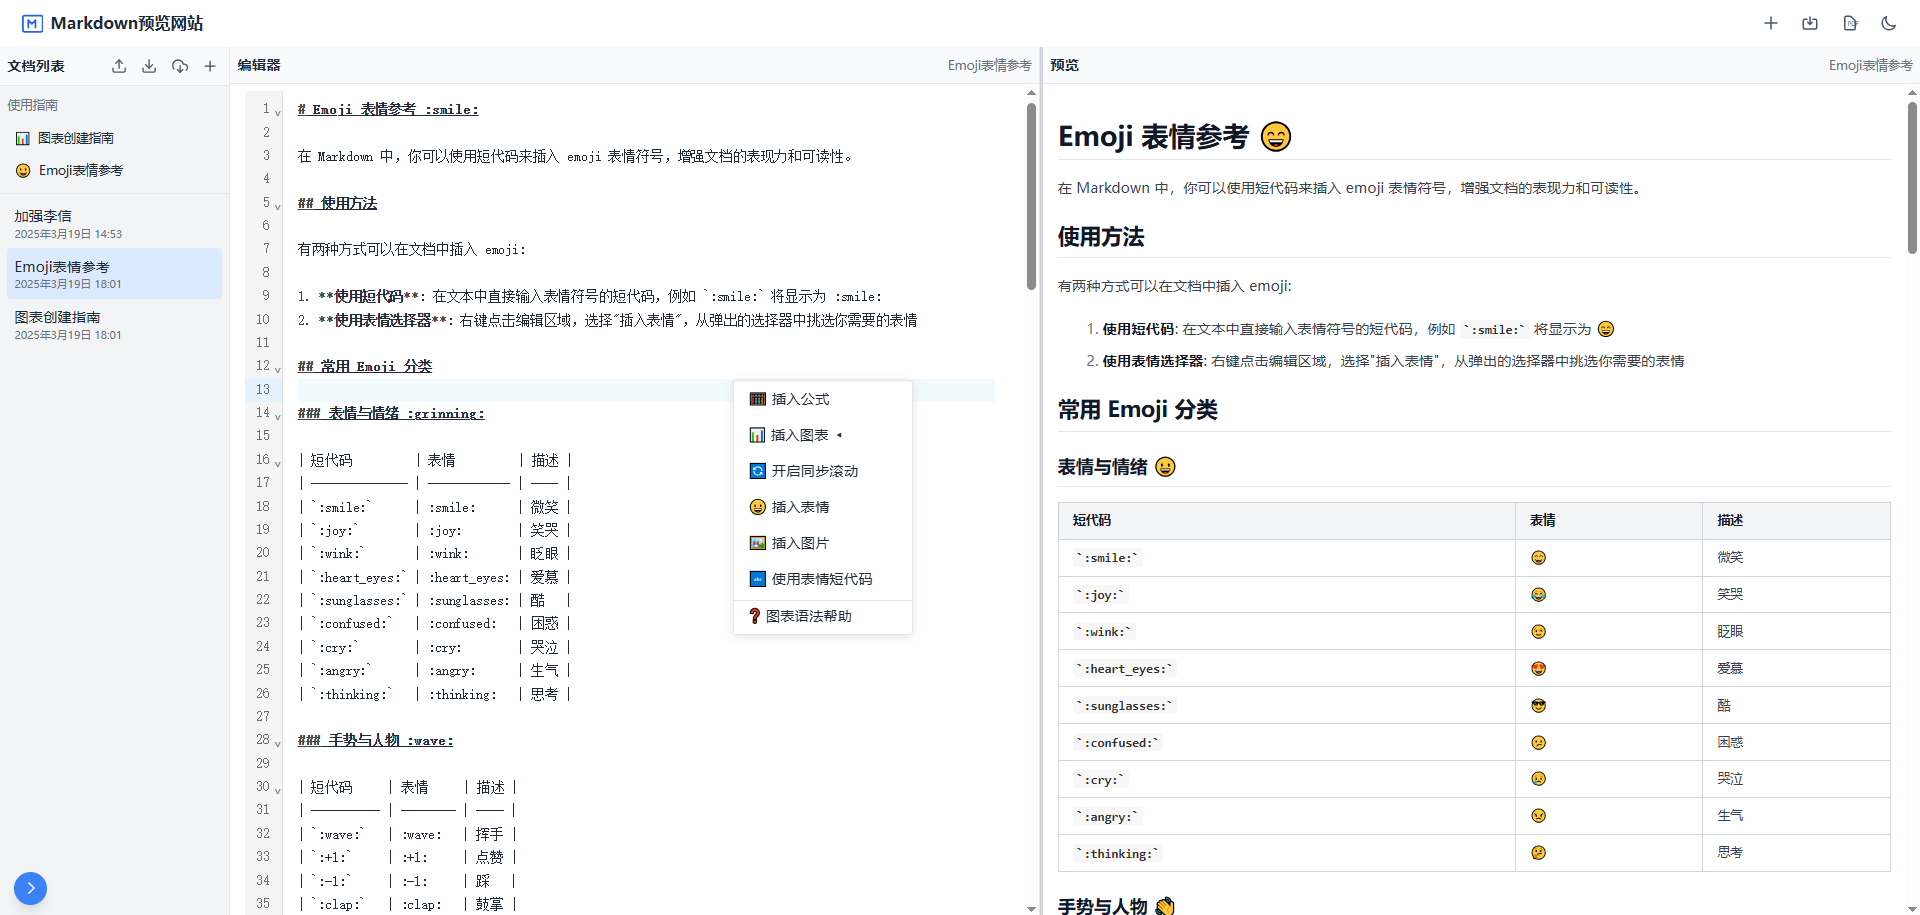 Markdown预览网站
文档列表
使用指南
图表创建指南
Emoji表情参考
加强李信
2025年3月19日 14:53
Emoji表情参考
2025年3月19日 18:01
图表创建指南
2025年3月19日 18:01
编辑器
Emoji表情参考
1 # Emoji 表情参考 :smile:
2
3 在 Markdown 中，你可以使用短代码来插入 emoji 表情符号，增强文档的表现力和可读性。
4
5 ## 使用方法
6
7 有两种方式可以在文档中插入 emoji:
8
9 1. **使用短代码**: 在文本中直接输入表情符号的短代码，例如 `:smile:` 将显示为 :smile:
10 2. **使用表情选择器**: 右键点击编辑区域，选择"插入表情"，从弹出的选择器中挑选你需要的表情
11
12 ## 常用 Emoji 分类
13
14 ### 表情与情绪 :grinning:
15
16 | 短代码 | 表情 | 描述 |
17 | -------------- | ------------ | ---- |
18 | `:smile:` | :smile: | 微笑 |
19 | `:joy:` | :joy: | 笑哭 |
20 | `:wink:` | :wink: | 眨眼 |
21 | `:heart_eyes:` | :heart_eyes: | 爱慕 |
22 | `:sunglasses:` | :sunglasses: | 酷 |
23 | `:confused:` | :confused: | 困惑 |
24 | `:cry:` | :cry: | 哭泣 |
25 | `:angry:` | :angry: | 生气 |
26 | `:thinking:` | :thinking: | 思考 |
27
28 ### 手势与人物 :wave:
29
30 | 短代码 | 表情 | 描述 |
31 | ---------- | -------- | ---- |
32 | `:wave:` | :wave: | 挥手 |
33 | `:+1:` | :+1: | 点赞 |
34 | `:-1:` | :-1: | 踩 |
35 | `:clap:` | :clap: | 鼓掌 |
插入公式
插入图表
开启同步滚动
插入表情
插入图片
使用表情短代码
图表语法帮助
预览
Emoji表情参考
Emoji 表情参考 😄
在 Markdown 中，你可以使用短代码来插入 emoji 表情符号，增强文档的表现力和可读性。
使用方法
有两种方式可以在文档中插入 emoji:
1. 使用短代码: 在文本中直接输入表情符号的短代码，例如 `:smile:` 将显示为 😄
2. 使用表情选择器: 右键点击编辑区域，选择"插入表情"，从弹出的选择器中挑选你需要的表情
常用 Emoji 分类
表情与情绪 😀
短代码 表情 描述
`:smile:` 😄 微笑
`:joy:` 😂 笑哭
`:wink:` 😉 眨眼
`:heart_eyes:` 😍 爱慕
`:sunglasses:` 😎 酷
`:confused:` 😕 困惑
`:cry:` 😢 哭泣
`:angry:` 😠 生气
`:thinking:` 🤔 思考
手势与人物 👋